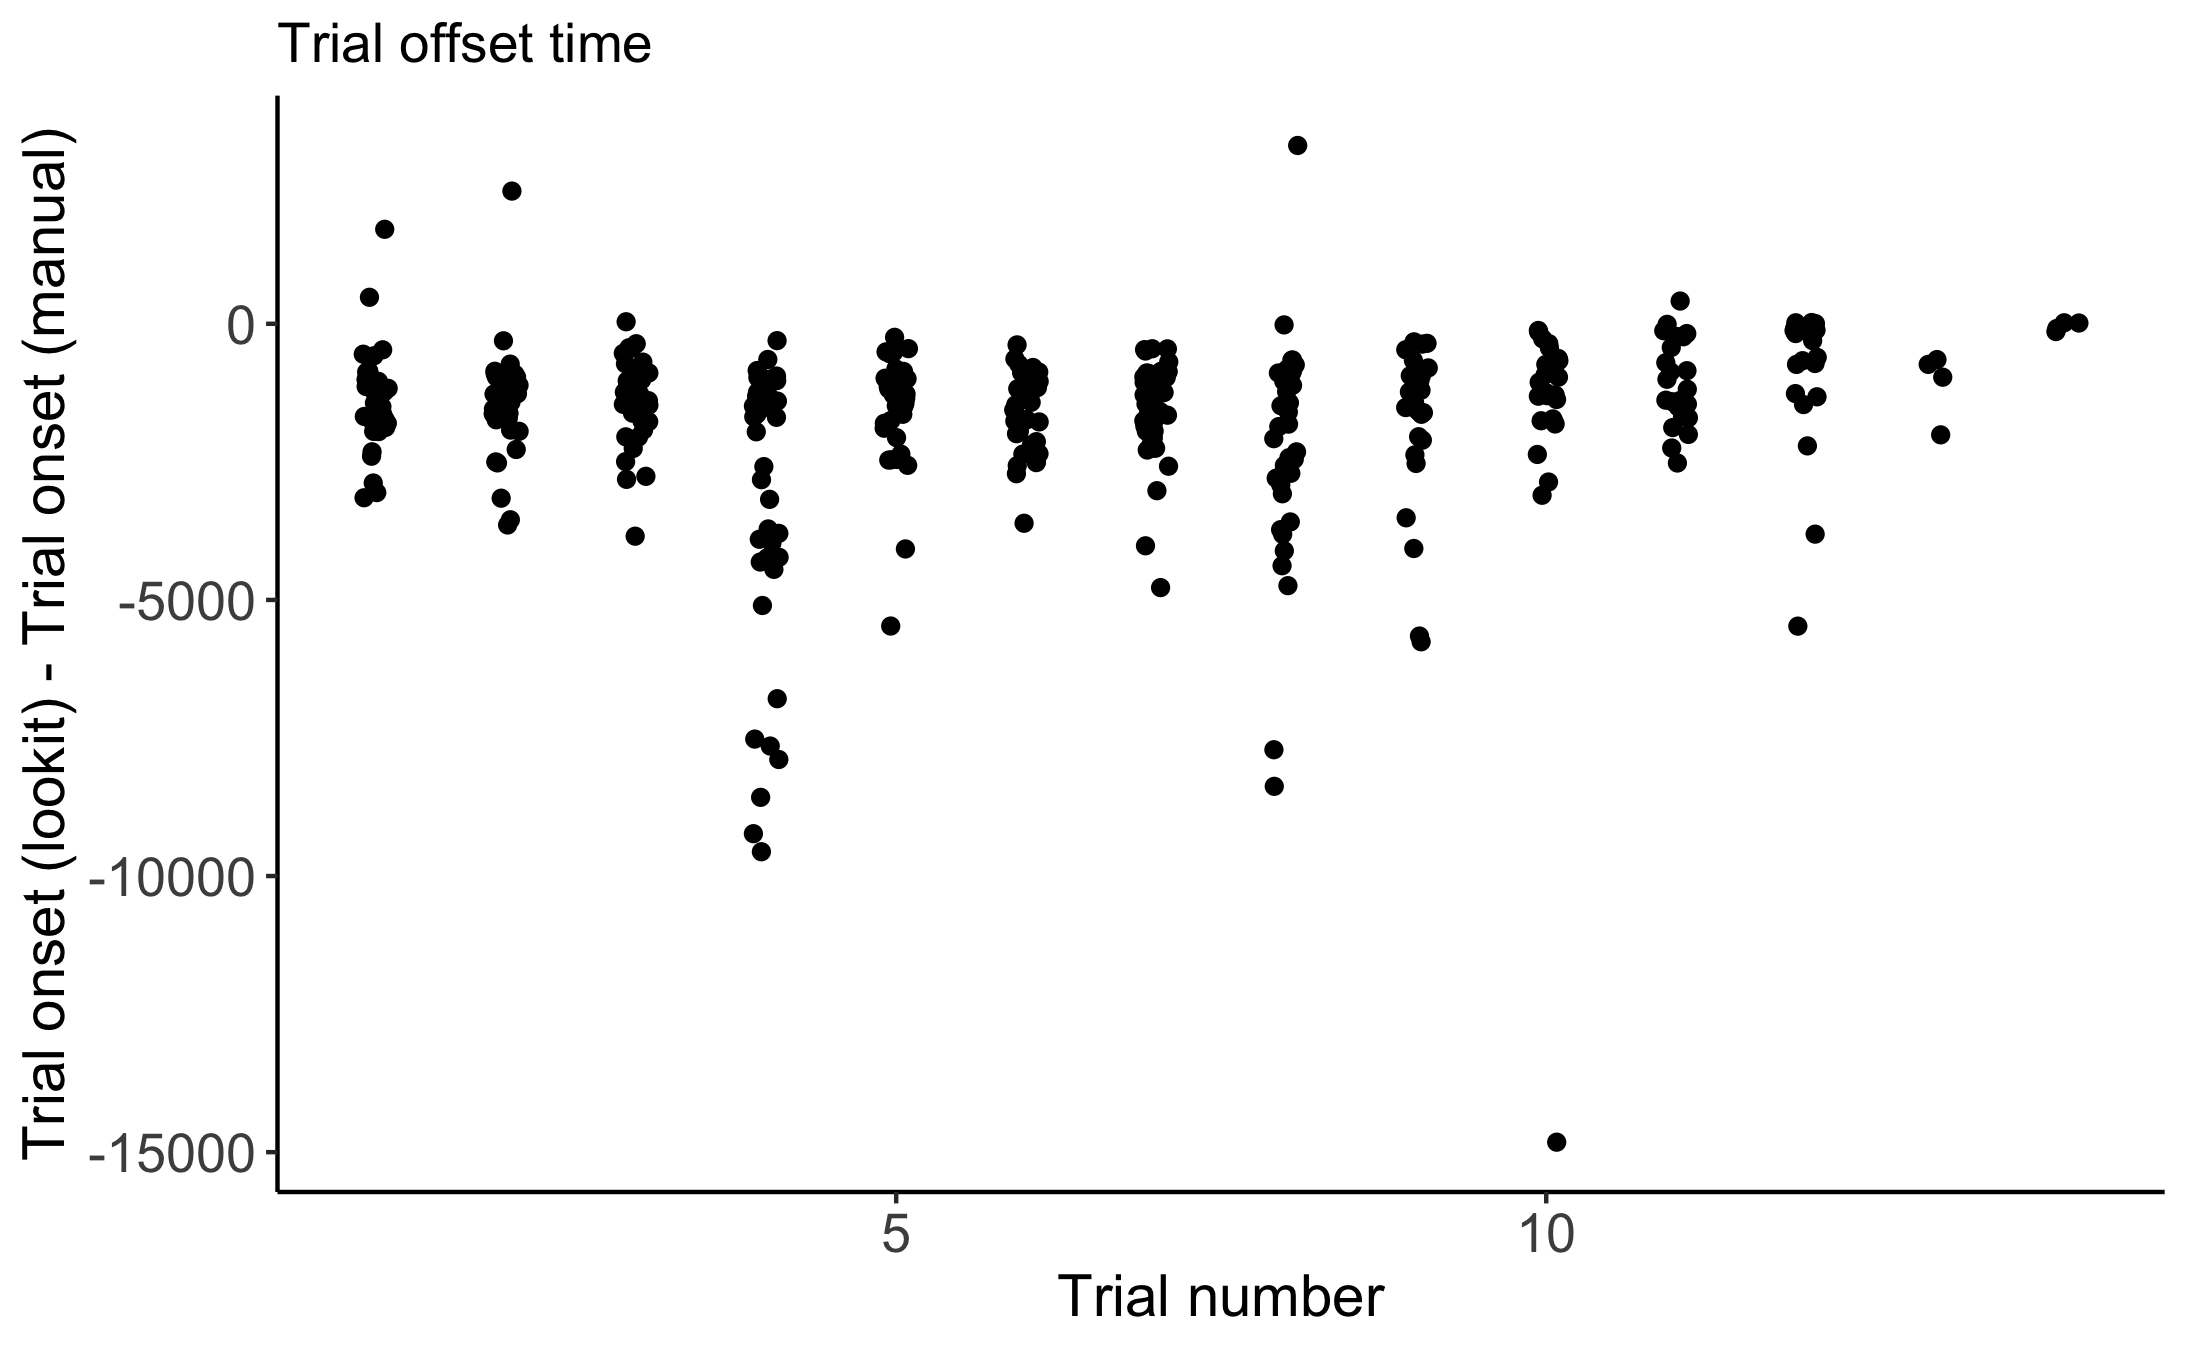 Trial offset time
Trial onset (lookit) - Trial onset (manual)
0
-5000
-10000
-15000
5
10
Trial number